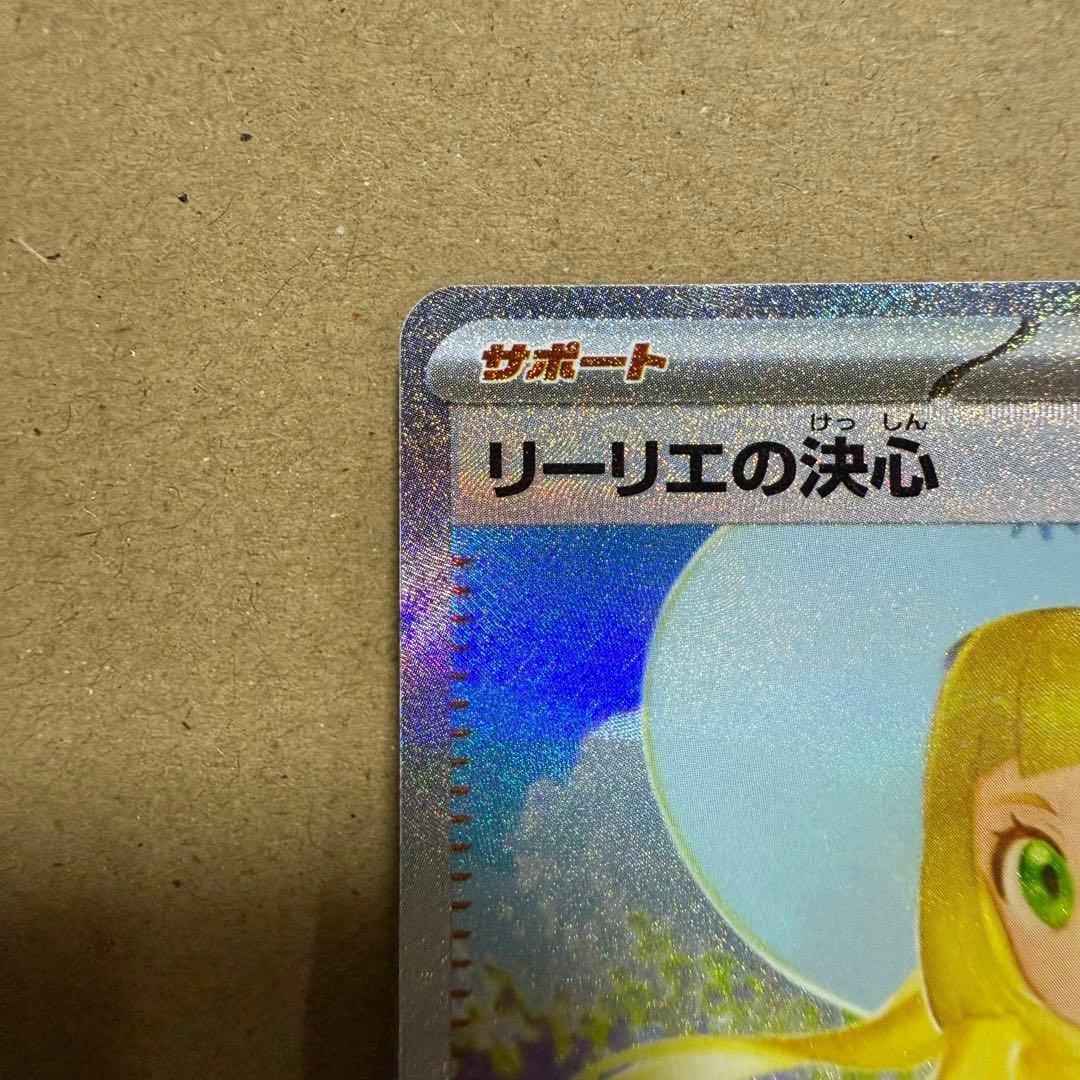 サポート
けっ しん
リーリエの決心